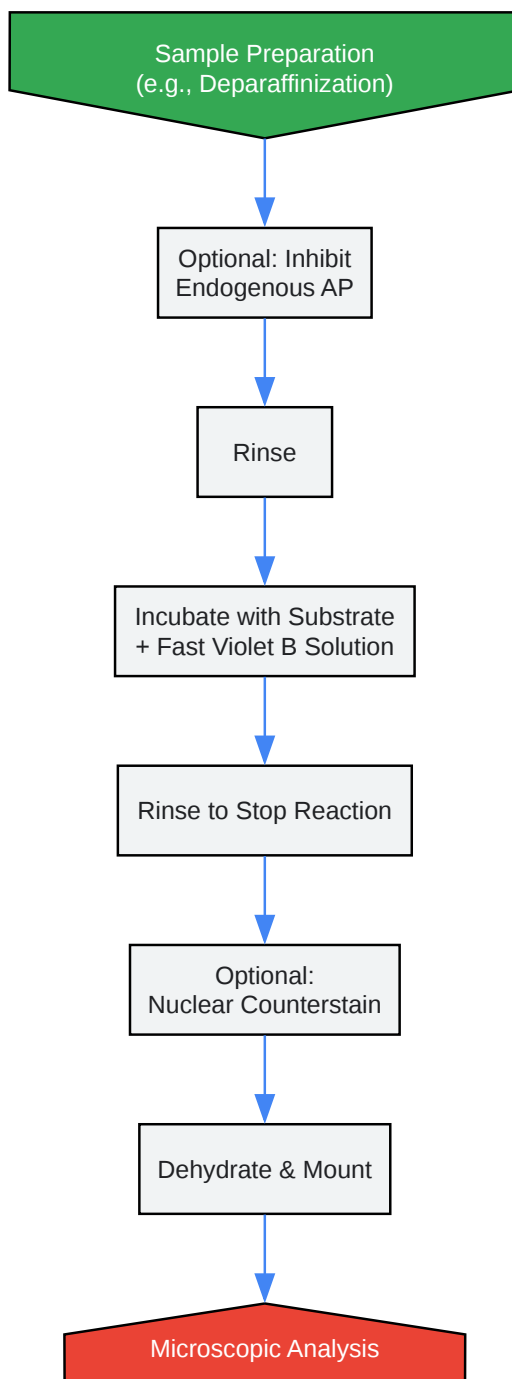 Sample Preparation
(e.g., Deparaffinization)
Optional: Inhibit
Endogenous AP
Rinse
Incubate with Substrate
+ Fast Violet B Solution
Rinse to Stop Reaction
Optional:
Nuclear Counterstain
Dehydrate & Mount
Microscopic Analysis